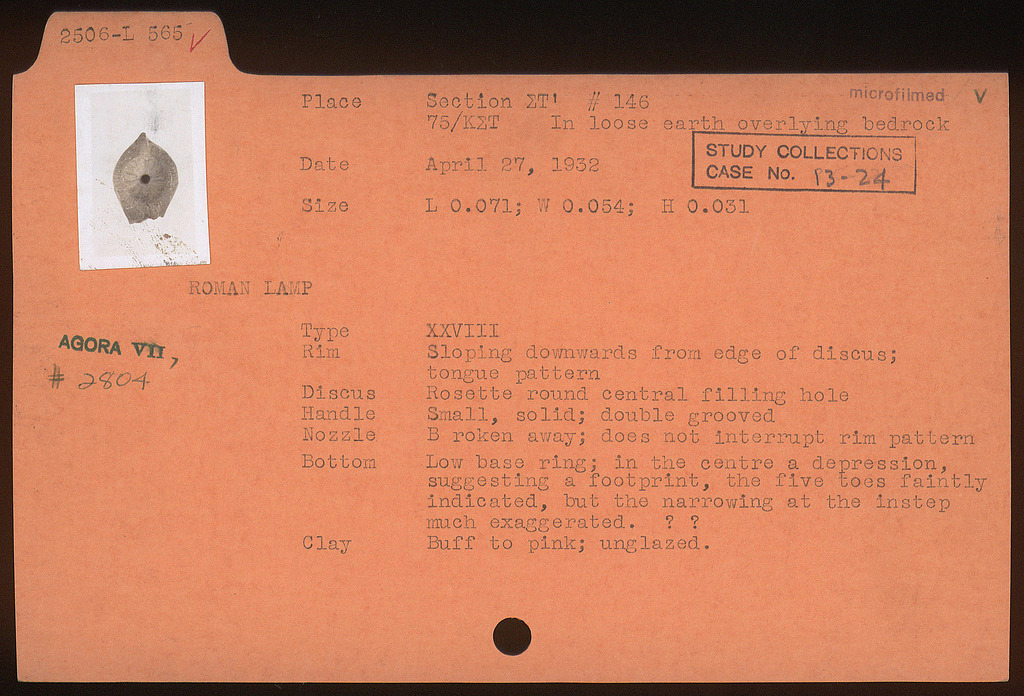 2506-L 565 V
microfilmed V
Place Section ΣΤ' # 146
75/ΚΣΤ In loose earth overlying bedrock
STUDY COLLECTIONS
CASE No. 13-24
Date April 27, 1932
Size L 0.071; W 0.054; H 0.031
ROMAN LAMP
AGORA VII,
# 2804
Type XXVIII
Rim Sloping downwards from edge of discus;
tongue pattern
Discus Rosette round central filling hole
Handle Small, solid; double grooved
Nozzle B roken away; does not interrupt rim pattern
Bottom Low base ring; in the centre a depression,
suggesting a footprint, the five toes faintly
indicated, but the narrowing at the instep
much exaggerated. ? ?
Clay Buff to pink; unglazed.